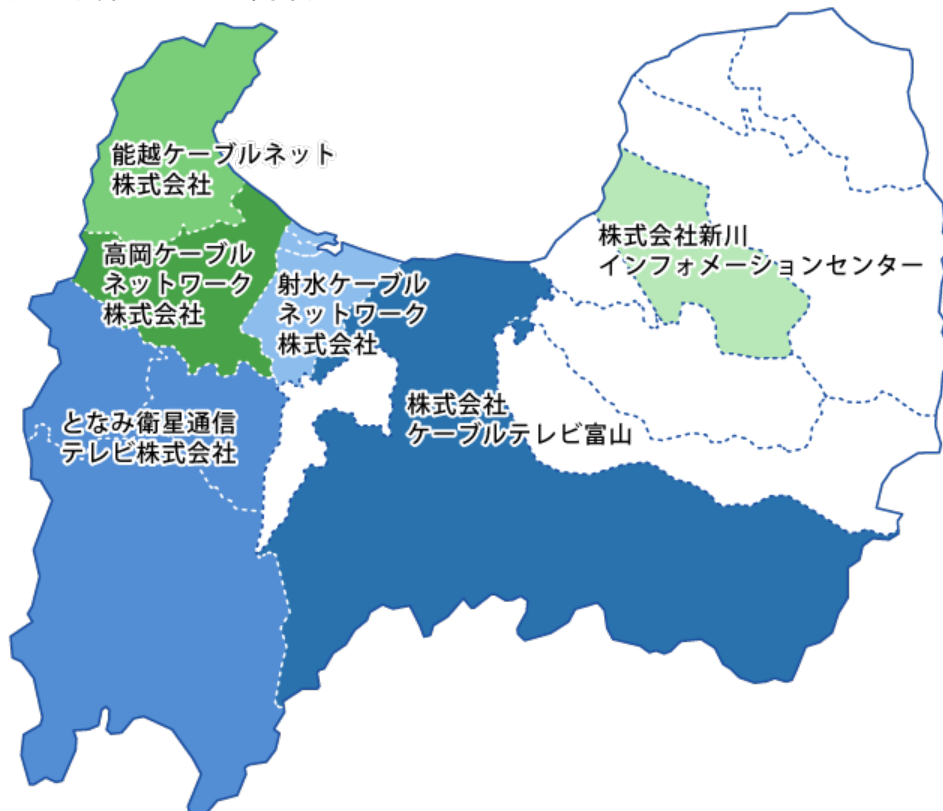 能越ケーブルネット
株式会社
高岡ケーブル
ネットワーク
株式会社
射水ケーブル
ネットワーク
株式会社
株式会社新川
インフォメーションセンター
となみ衛星通信
テレビ株式会社
株式会社
ケーブルテレビ富山